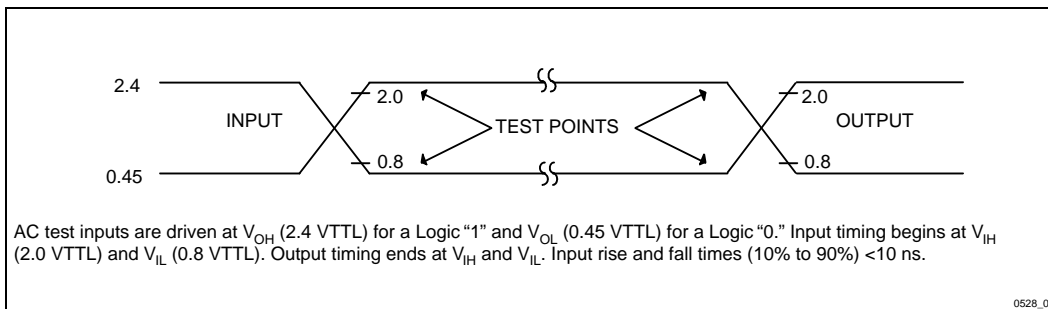 2.4
2.0
2.0
INPUT
TEST POINTS
OUTPUT
0.8
0.8
0.45
AC test inputs are driven at VOH (2.4 VTTL) for a Logic “1" and VOL (0.45 VTTL) for a Logic “0.” Input timing begins at VIH
(2.0 VTTL) and VIL (0.8 VTTL). Output timing ends at VIH and VIL. Input rise and fall times (10% to 90%) <10 ns.
0528_0